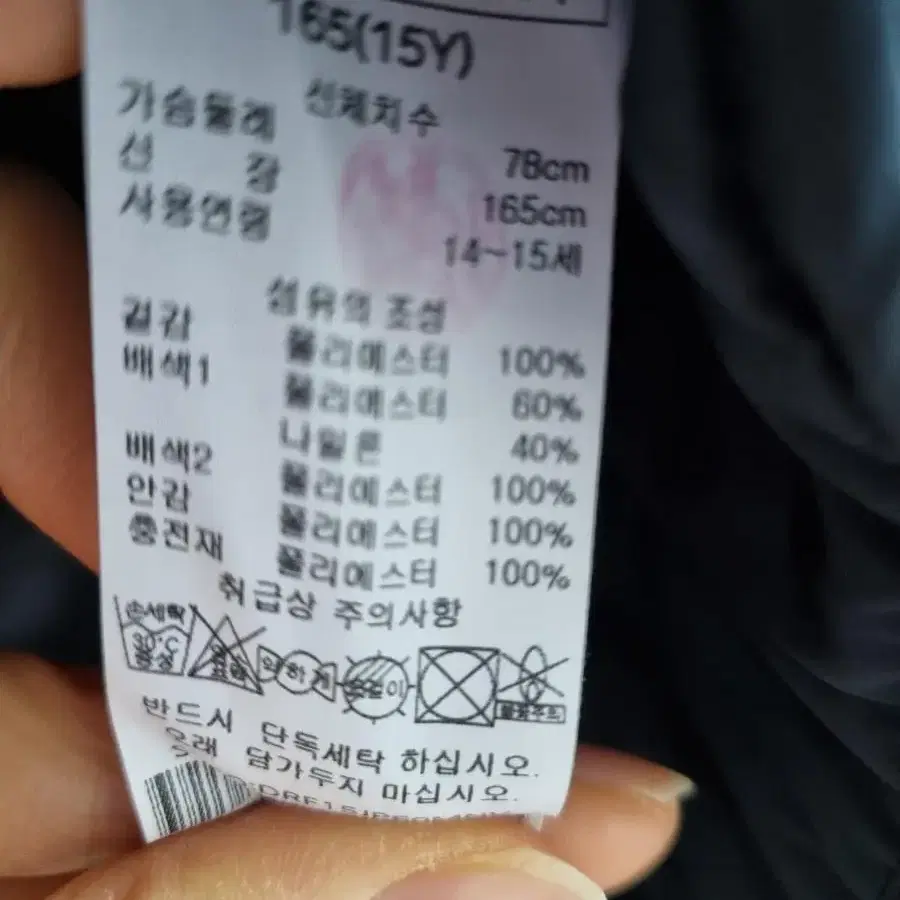 165(15Y)
신체치수
가슴둘레 78cm
신 장 165cm
사용연령 14~15세
섬유의 조성
겉감 폴리에스터 100%
배색1 폴리에스터 60%
나일론 40%
배색2 폴리에스터 100%
안감 폴리에스터 100%
충전재 폴리에스터 100%
취급상 주의사항
손세탁
30℃
중성
약하게
반드시 단독세탁 하십시오.
오래 담가두지 마십시오.